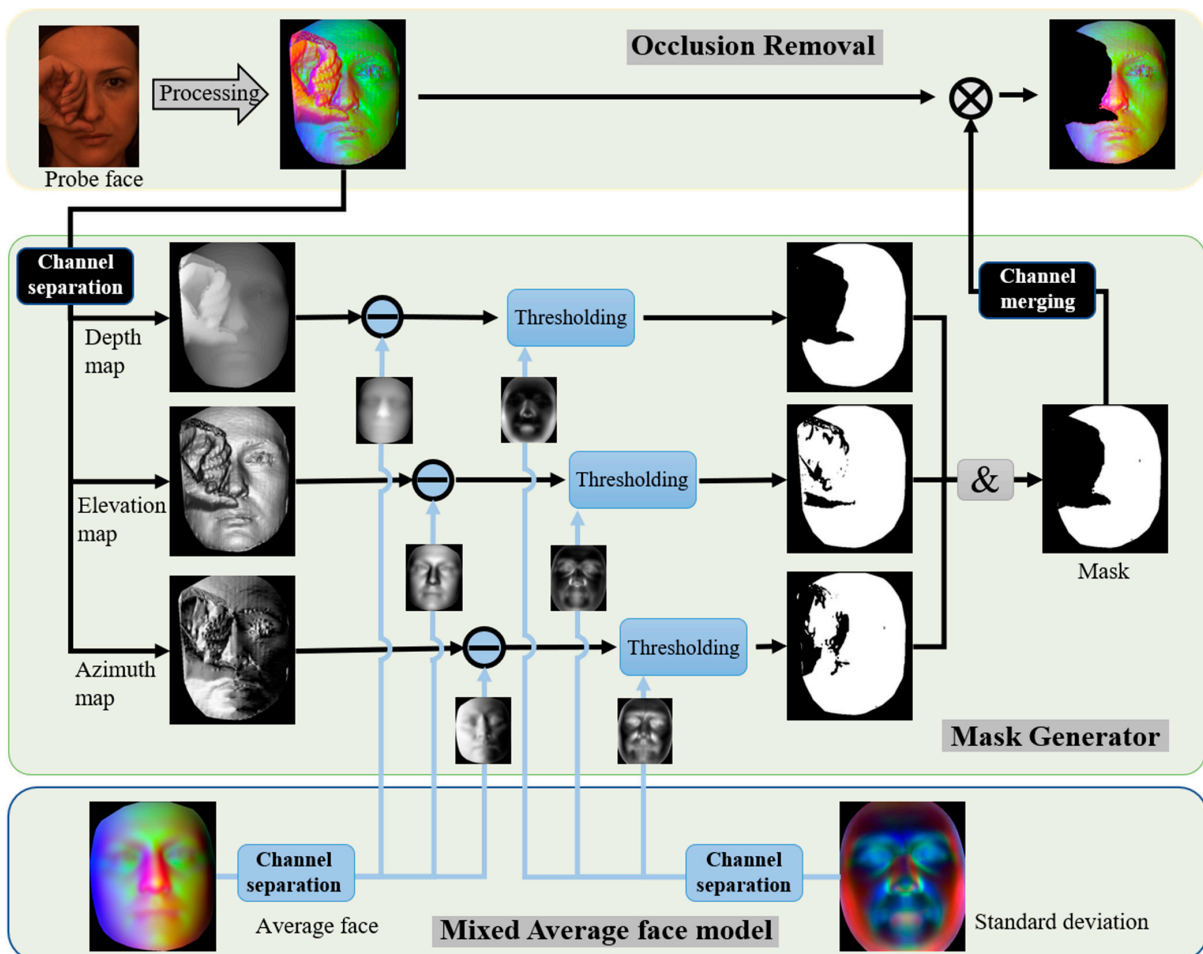 Occlusion Removal
Processing
Probe face
Channel
separation
Channel
merging
Depth
map
Thresholding
Elevation
map
Thresholding
&
Mask
Azimuth
map
Thresholding
Mask Generator
Channel
separation
Channel
separation
Average face
Mixed Average face model
Standard deviation